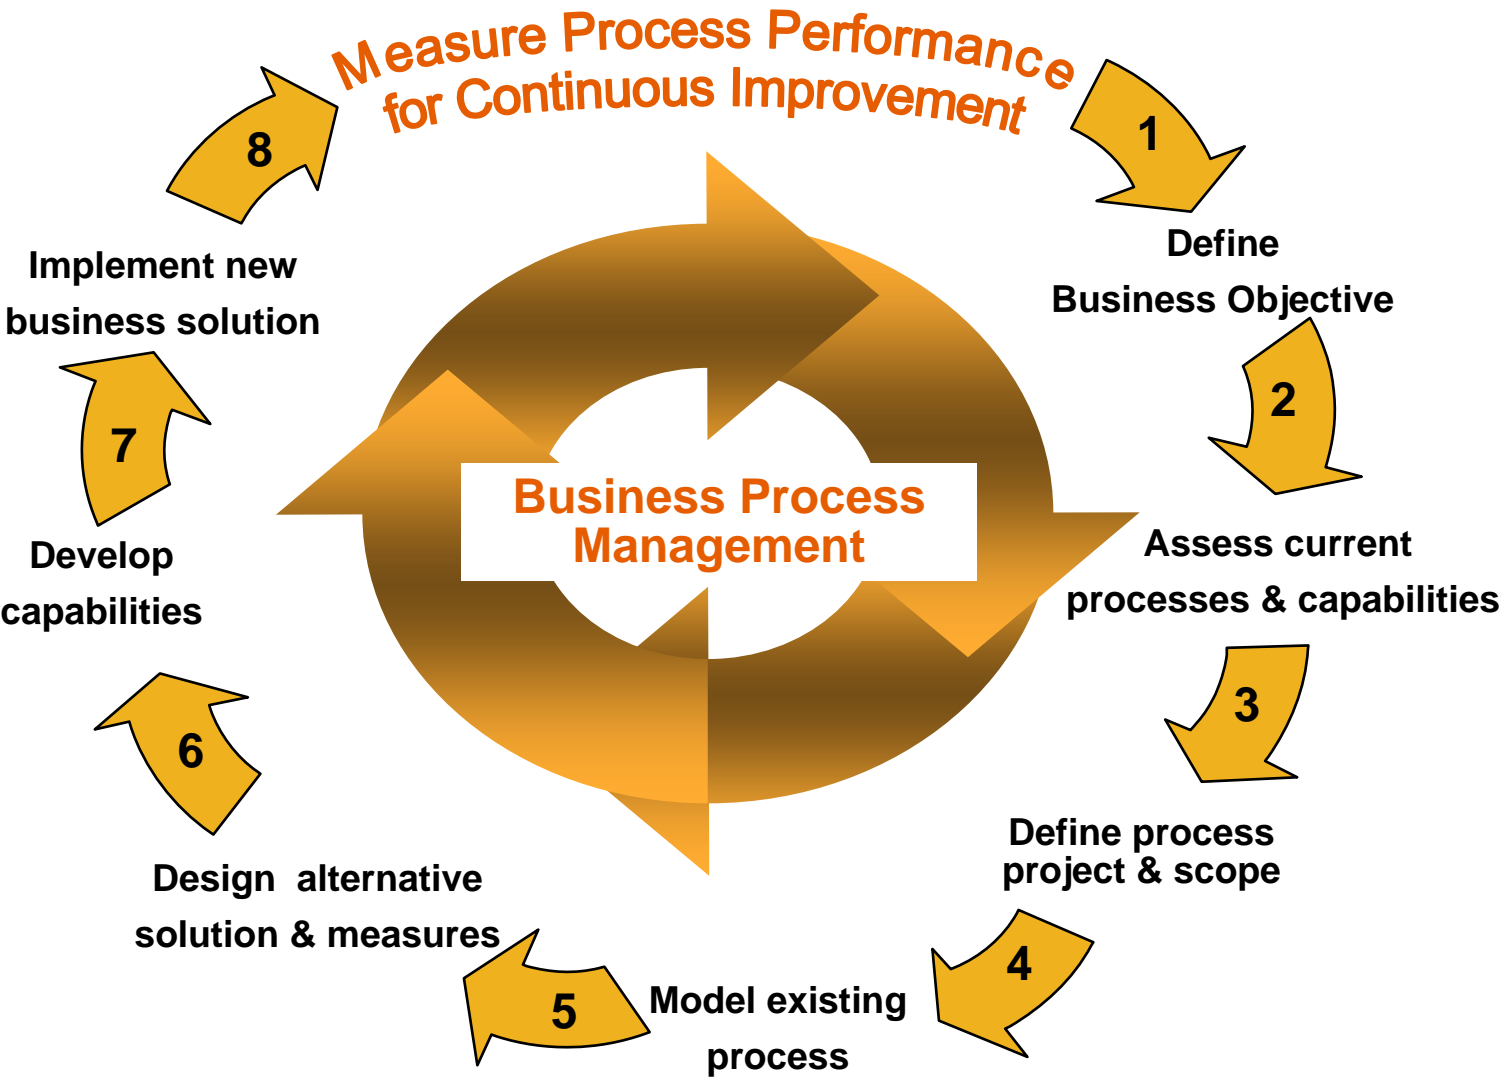 Measure Process Performance
for Continuous Improvement
1
Define
Business Objective
2
Assess current
processes & capabilities
3
Define process
project & scope
4
Model existing
process
5
Design alternative
solution & measures
6
Develop
capabilities
7
Implement new
business solution
8
Business Process
Management